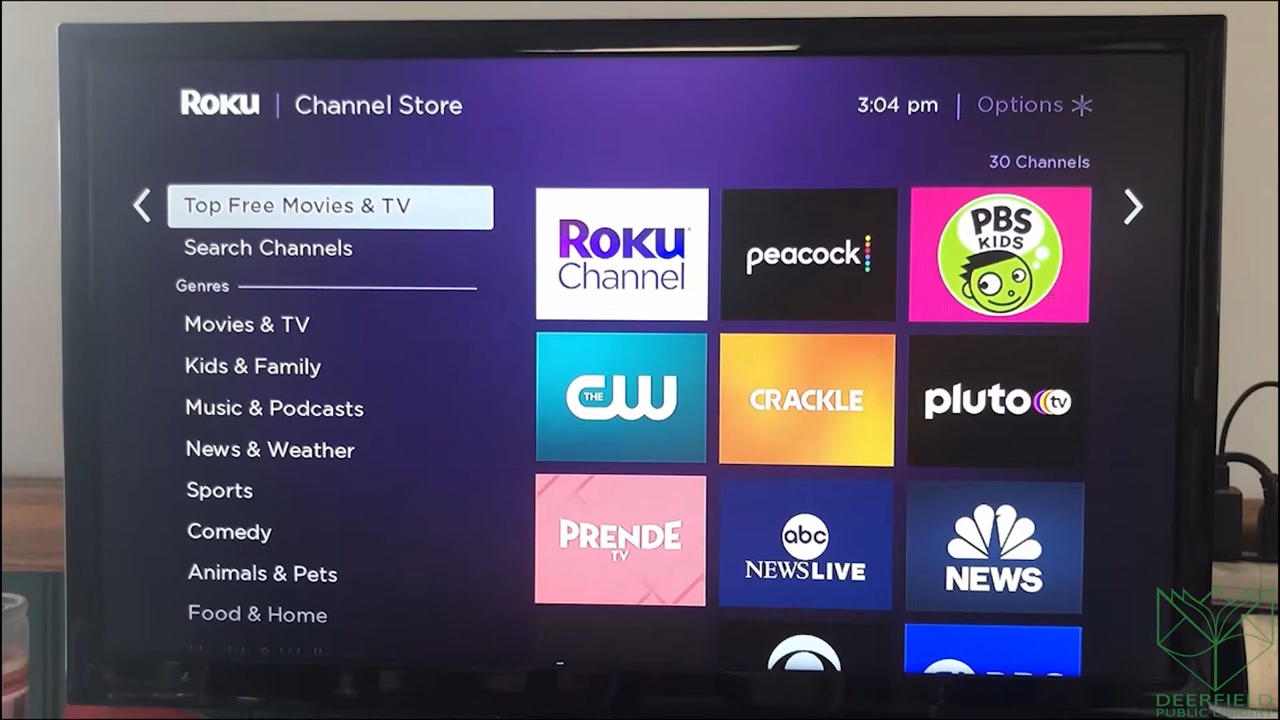 ROKU | Channel Store
3:04 pm | Options
30 Channels
Top Free Movies & TV
Search Channels
Genres
Movies & TV
Kids & Family
Music & Podcasts
News & Weather
Sports
Comedy
Animals & Pets
Food & Home
ROKU
Channel
peacock
PBS
KIDS
THE CW
CRACKLE
pluto tv
PRENDE
TV
abc
NEWS LIVE
NEWS
DEERFIELD
PUBLIC LIBRARY